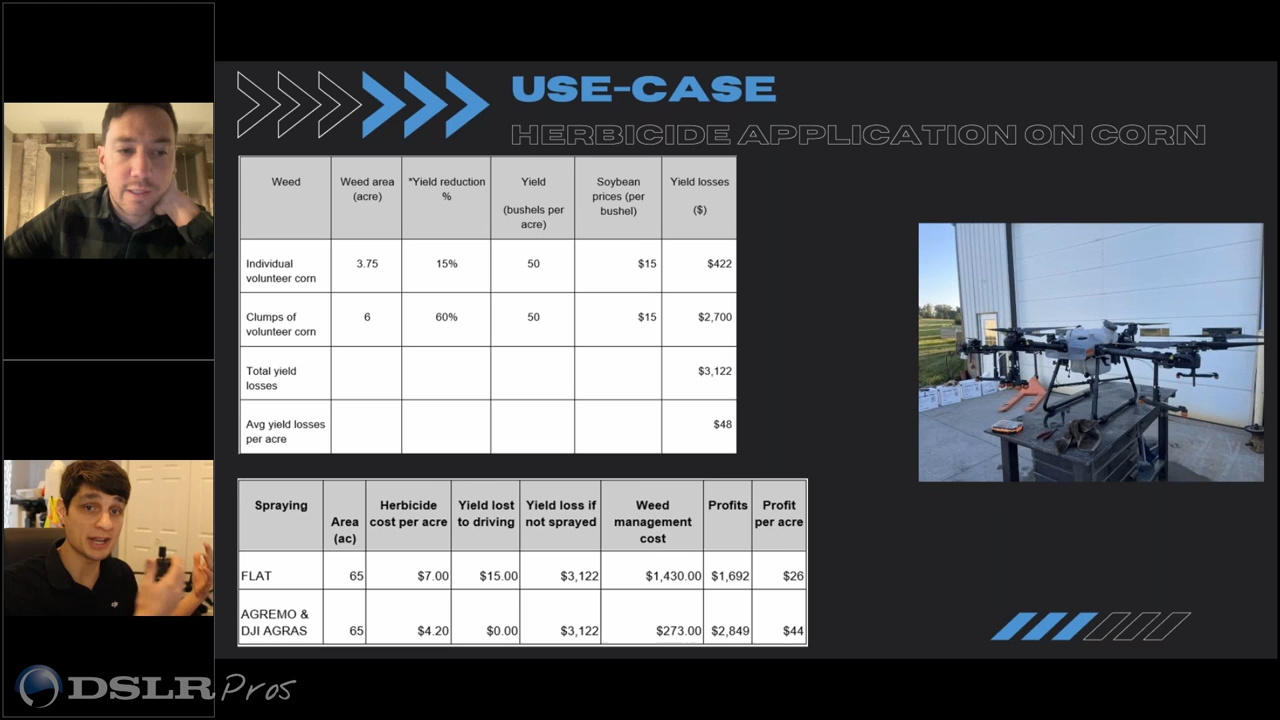 USE-CASE
HERBICIDE APPLICATION ON CORN
Weed
Weed area
(acre)
*Yield reduction
%
Yield
(bushels per
acre)
Soybean
prices (per
bushel)
Yield losses
($)
Individual
volunteer corn
3.75
15%
50
$15
$422
Clumps of
volunteer corn
6
60%
50
$15
$2,700
Total yield
losses
$3,122
Avg yield losses
per acre
$48
Spraying
Area
(ac)
Herbicide
cost per acre
Yield lost
to driving
Yield loss if
not sprayed
Weed
management
cost
Profits
Profit
per acre
FLAT
65
$7.00
$15.00
$3,122
$1,430.00
$1,692
$26
AGREMO &
DJI AGRAS
65
$4.20
$0.00
$3,122
$273.00
$2,849
$44
DSLR Pros